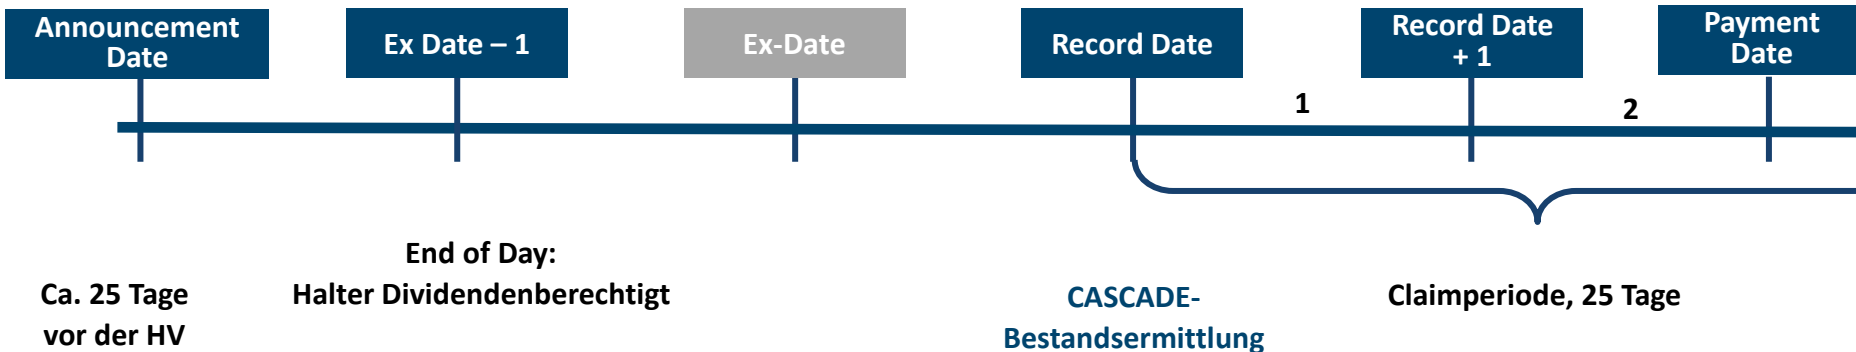 Announcement
Date
Ex Date – 1
Ex-Date
Record Date
Record Date
+ 1
Payment
Date
1
2
Ca. 25 Tage
vor der HV
End of Day:
Halter Dividendenberechtigt
CASCADE-
Bestandsermittlung
Claimperiode, 25 Tage